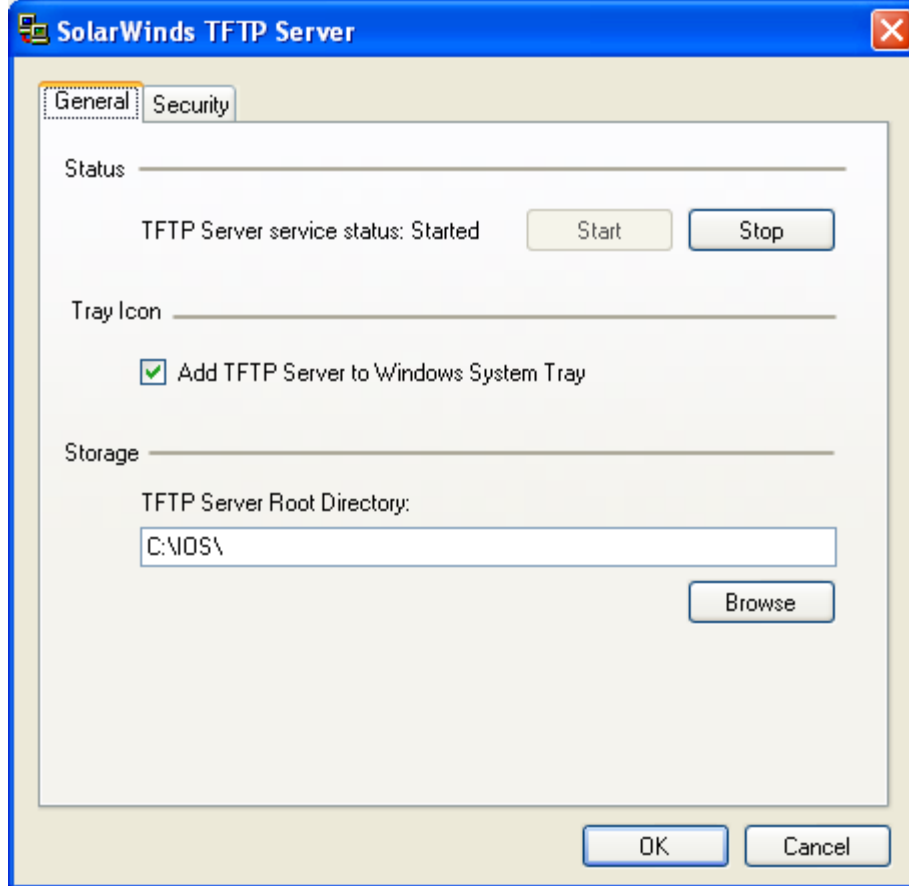 SolarWinds TFTP Server
General Security
Status
TFTP Server service status: Started Start Stop
Tray Icon
Add TFTP Server to Windows System Tray
Storage
TFTP Server Root Directory:
C:\IOS\
Browse
OK Cancel